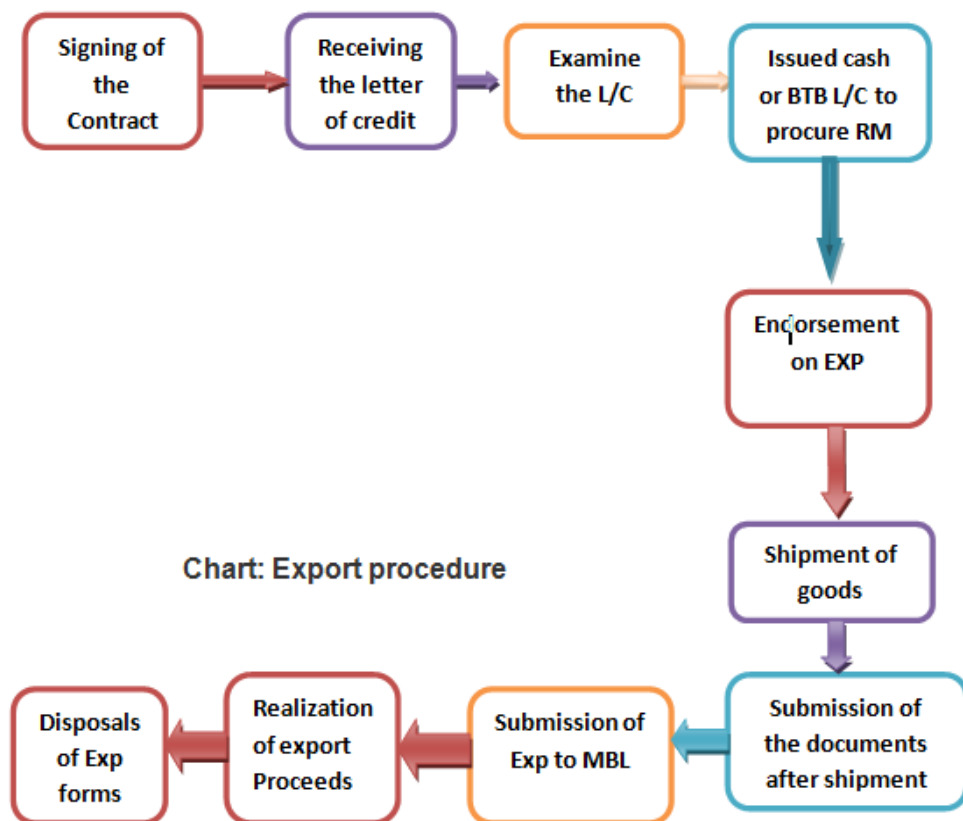 Signing of
the
Contract
Receiving
the letter
of credit
Examine
the L/C
Issued cash
or BTB L/C to
procure RM
Endorsement
on EXP
Shipment of
goods
Chart: Export procedure
Submission of
the documents
after shipment
Submission of
Exp to MBL
Realization
of export
Proceeds
Disposals
of Exp
forms